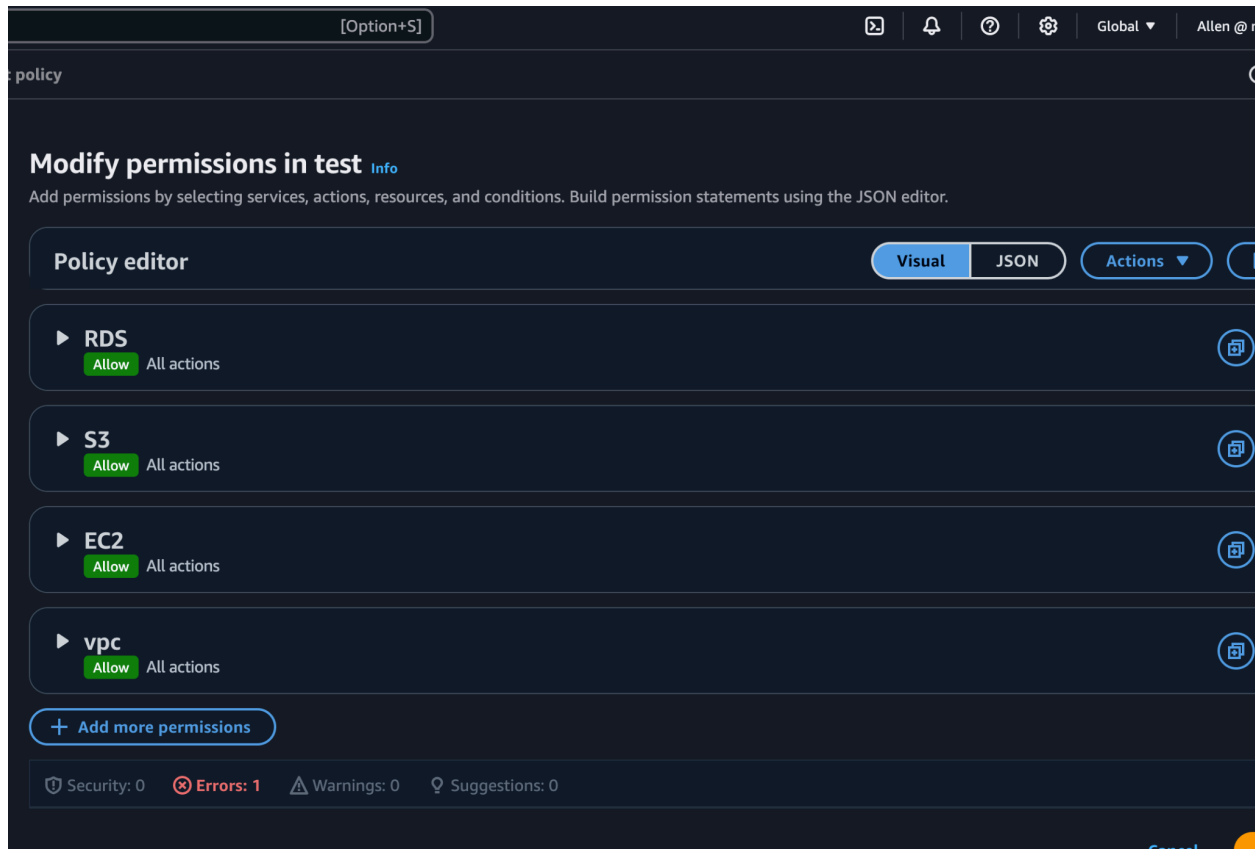 [Option+S]
Global
Allen @
policy
Modify permissions in test Info
Add permissions by selecting services, actions, resources, and conditions. Build permission statements using the JSON editor.
Policy editor
Visual
JSON
Actions
RDS
Allow All actions
S3
Allow All actions
EC2
Allow All actions
vpc
Allow All actions
+ Add more permissions
Security: 0
Errors: 1
Warnings: 0
Suggestions: 0
Cancel